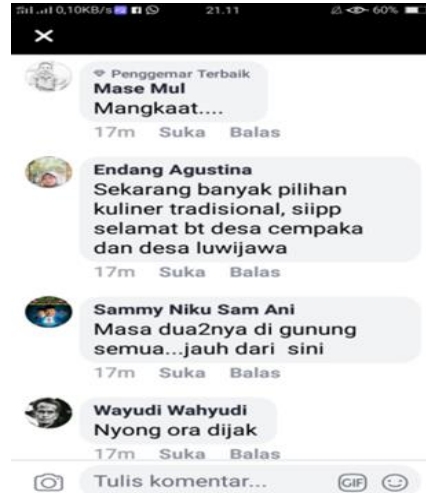 0,10KB/s 21.11 60%
Penggemar Terbaik
Mase Mul
Mangkaat....
17m Suka Balas
Endang Agustina
Sekarang banyak pilihan
kuliner tradisional, siipp
selamat bt desa cempaka
dan desa luwijawa
17m Suka Balas
Sammy Niku Sam Ani
Masa dua2nya di gunung
semua...jauh dari sini
17m Suka Balas
Wayudi Wahyudi
Nyong ora dijak
17m Suka Balas
Tulis komentar... GIF